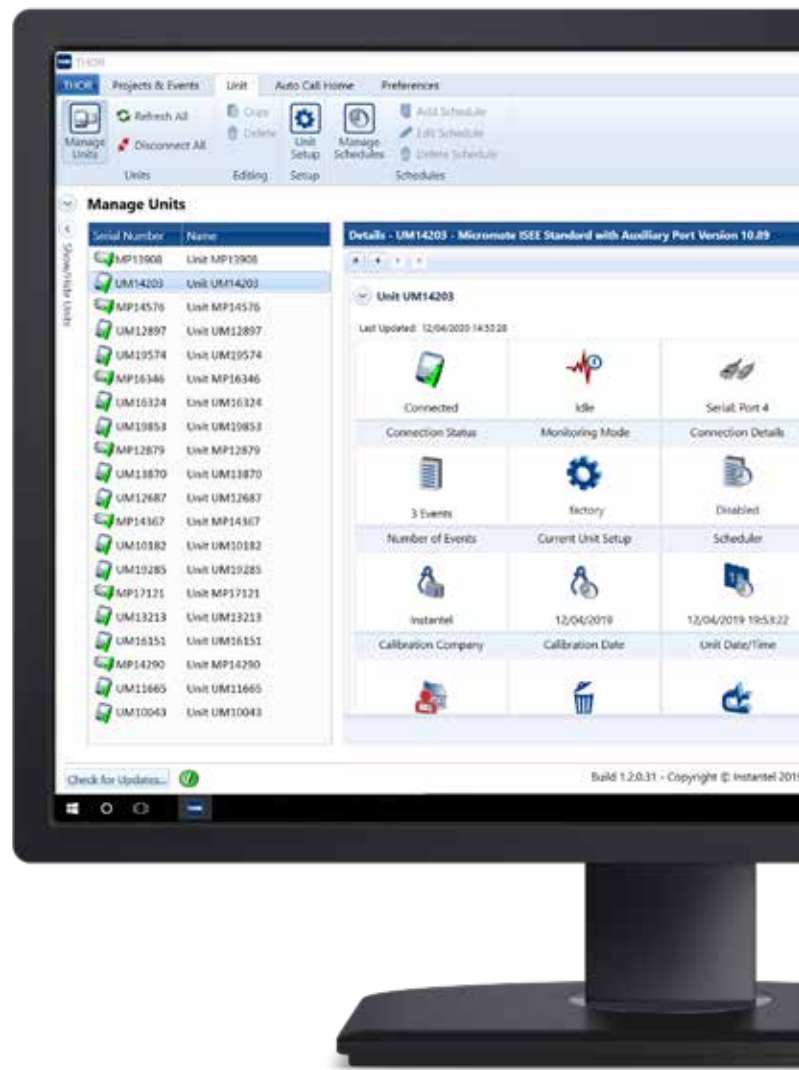 THOR
THOR Projects & Events Unit Auto Call Home Preferences
Manage Units
Refresh All
Disconnect All
Copy
Delete
Unit Setup
Manage Schedules
Add Schedule
Edit Schedule
Delete Schedule
Units Editing Setup Schedules
Manage Units
Show/Hide Units
Serial Number Name
MP13908 Unit MP13908
UM14203 Unit UM14203
MP14576 Unit MP14576
UM12897 Unit UM12897
UM19574 Unit UM19574
MP16346 Unit MP16346
UM16324 Unit UM16324
UM19853 Unit UM19853
MP12879 Unit MP12879
UM13870 Unit UM13870
UM12687 Unit UM12687
MP14367 Unit MP14367
UM10182 Unit UM10182
UM19285 Unit UM19285
MP17121 Unit MP17121
UM13213 Unit UM13213
UM16151 Unit UM16151
MP14290 Unit MP14290
UM11665 Unit UM11665
UM10043 Unit UM10043
Details - UM14203 - Micromate ISEE Standard with Auxiliary Port Version 10.89
Unit UM14203
Last Updated: 12/04/2020 14:53:28
Connected Idle Serial: Port 4
Connection Status Monitoring Mode Connection Details
3 Events factory Disabled
Number of Events Current Unit Setup Scheduler
Instantel 12/04/2019 12/04/2019 19:53:22
Calibration Company Calibration Date Unit Date/Time
Check for Updates...
Build 1.2.0.31 - Copyright © Instantel 2019